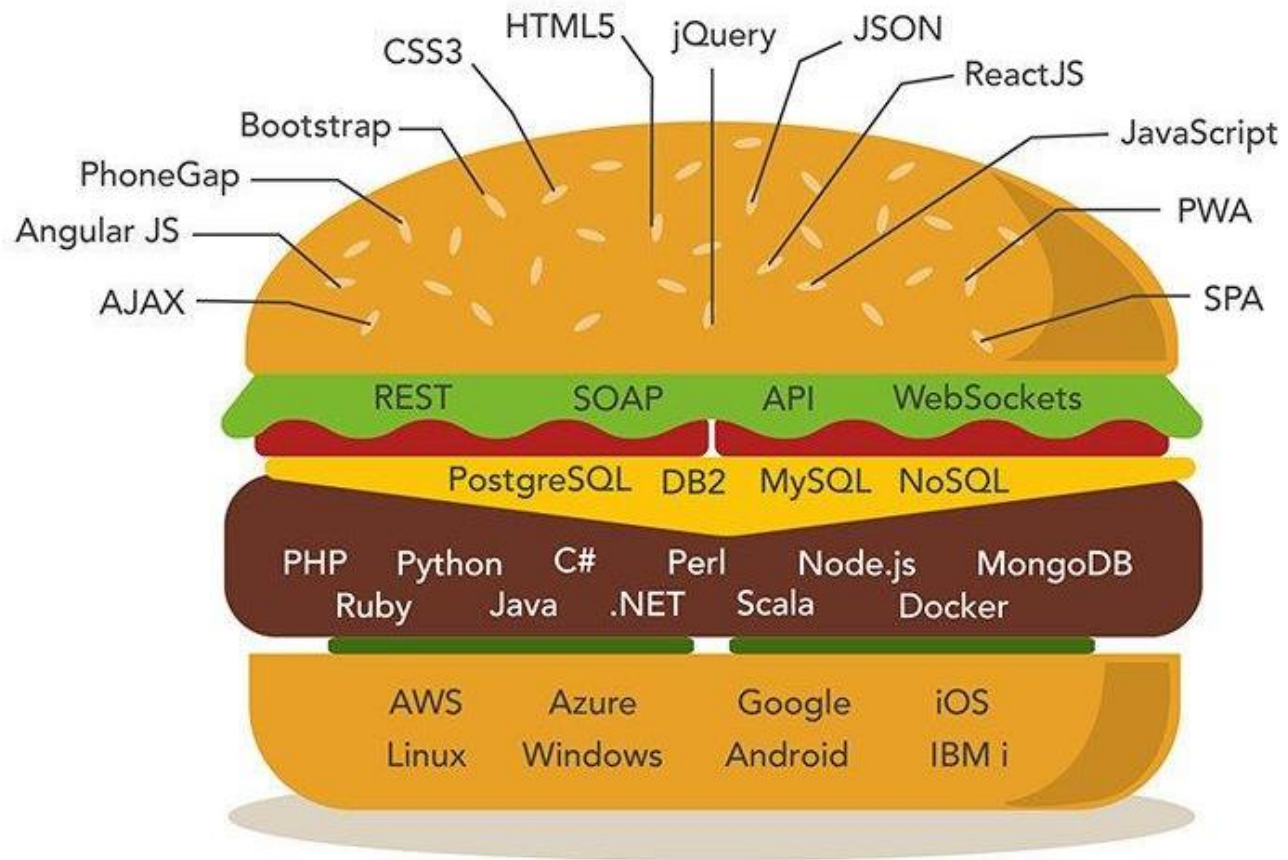 HTML5
jQuery
JSON
CSS3
ReactJS
Bootstrap
JavaScript
PhoneGap
PWA
Angular JS
AJAX
SPA
REST SOAP API WebSockets
PostgreSQL DB2 MySQL NoSQL
PHP Python C# Perl Node.js MongoDB
Ruby Java .NET Scala Docker
AWS Azure Google iOS
Linux Windows Android IBM i